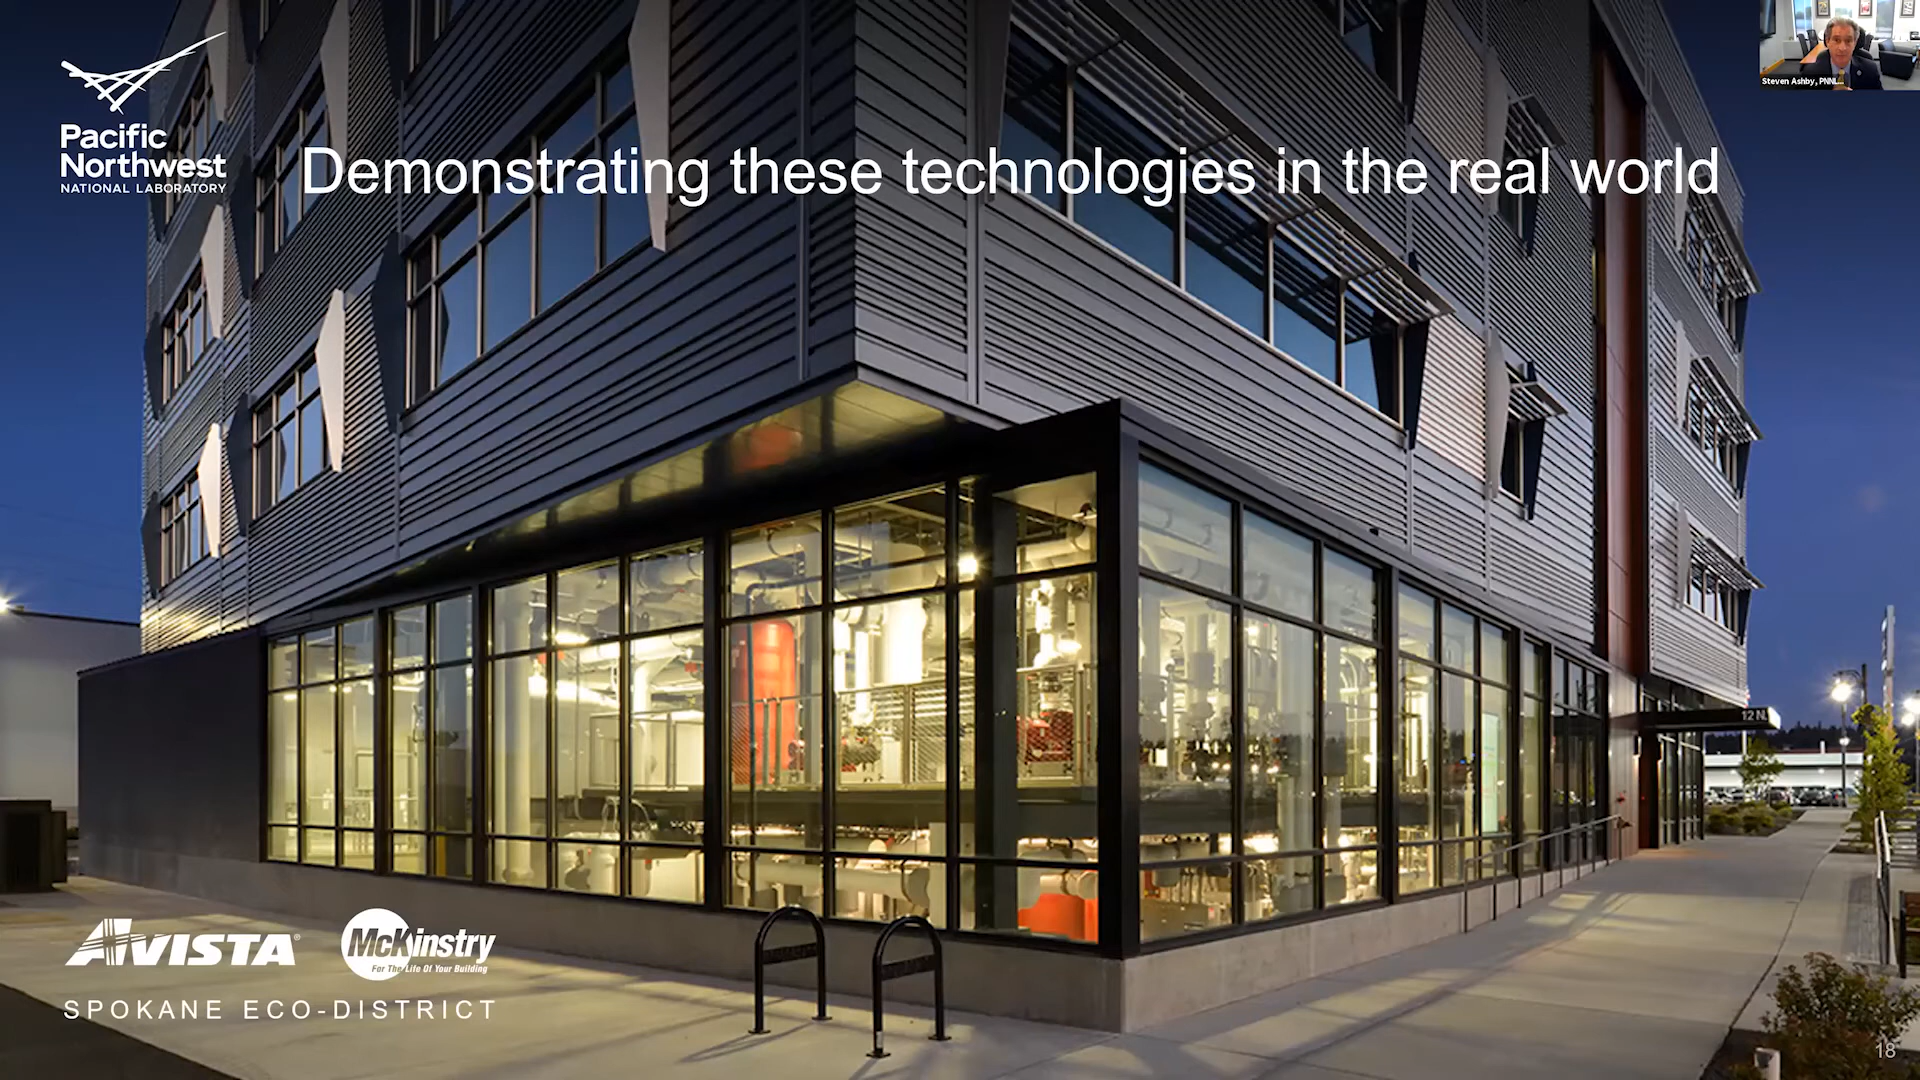 Pacific
Northwest
NATIONAL LABORATORY
Demonstrating these technologies in the real world
Steven Ashby, PNNL...
12 N.
AVISTA®
McKinstry
For The Life Of Your Building
SPOKANE ECO-DISTRICT
18